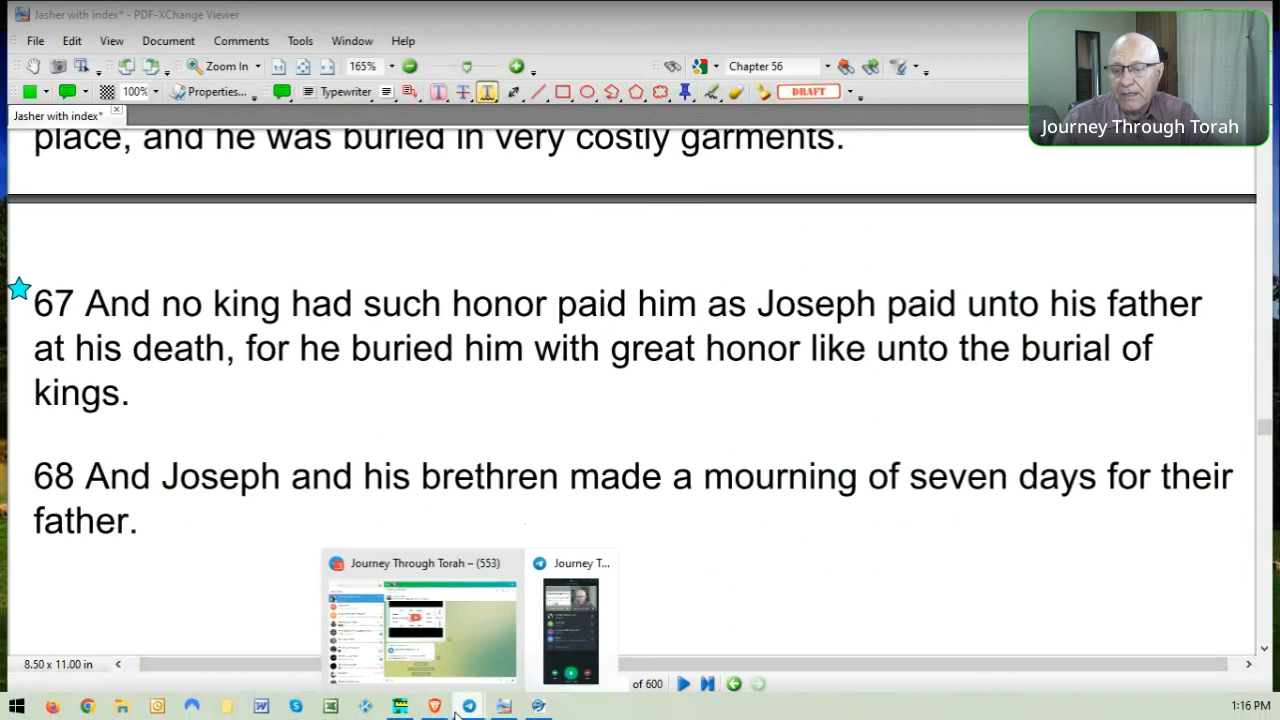 Jasher with index* - PDF-XChange Viewer
File Edit View Document Comments Tools Window Help
Zoom In 165% Chapter 56
100% Properties... Typewriter DRAFT
Jasher with index*
Journey Through Torah
place, and he was buried in very costly garments.
67 And no king had such honor paid him as Joseph paid unto his father
at his death, for he buried him with great honor like unto the burial of
kings.
68 And Joseph and his brethren made a mourning of seven days for their
father.
Journey Through Torah – (553) Journey T...
8.50 x 11.00 in
of 600
1:16 PM